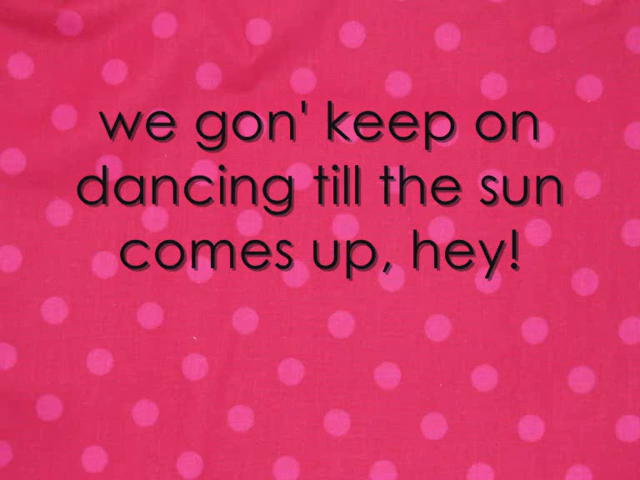 we gon' keep on
dancing till the sun
comes up, hey!